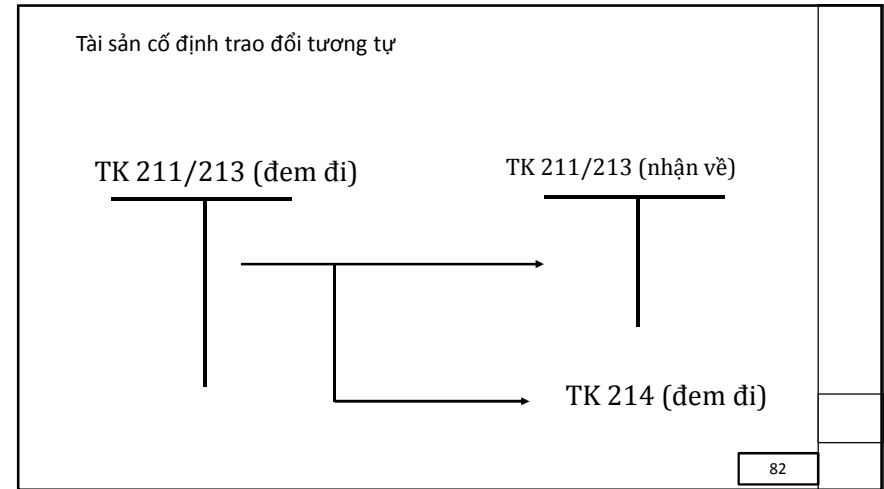 Tài sản cố định trao đổi tương tự
TK 211/213 (đem đi)
TK 211/213 (nhận về)
TK 214 (đem đi)
82